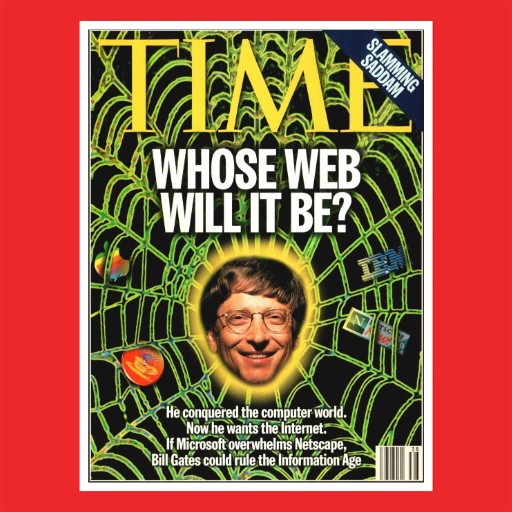 TIME
SLAMMING
SADDAM
WHOSE WEB
WILL IT BE?
IBM
He conquered the computer world.
Now he wants the Internet.
If Microsoft overwhelms Netscape,
Bill Gates could rule the Information Age
38